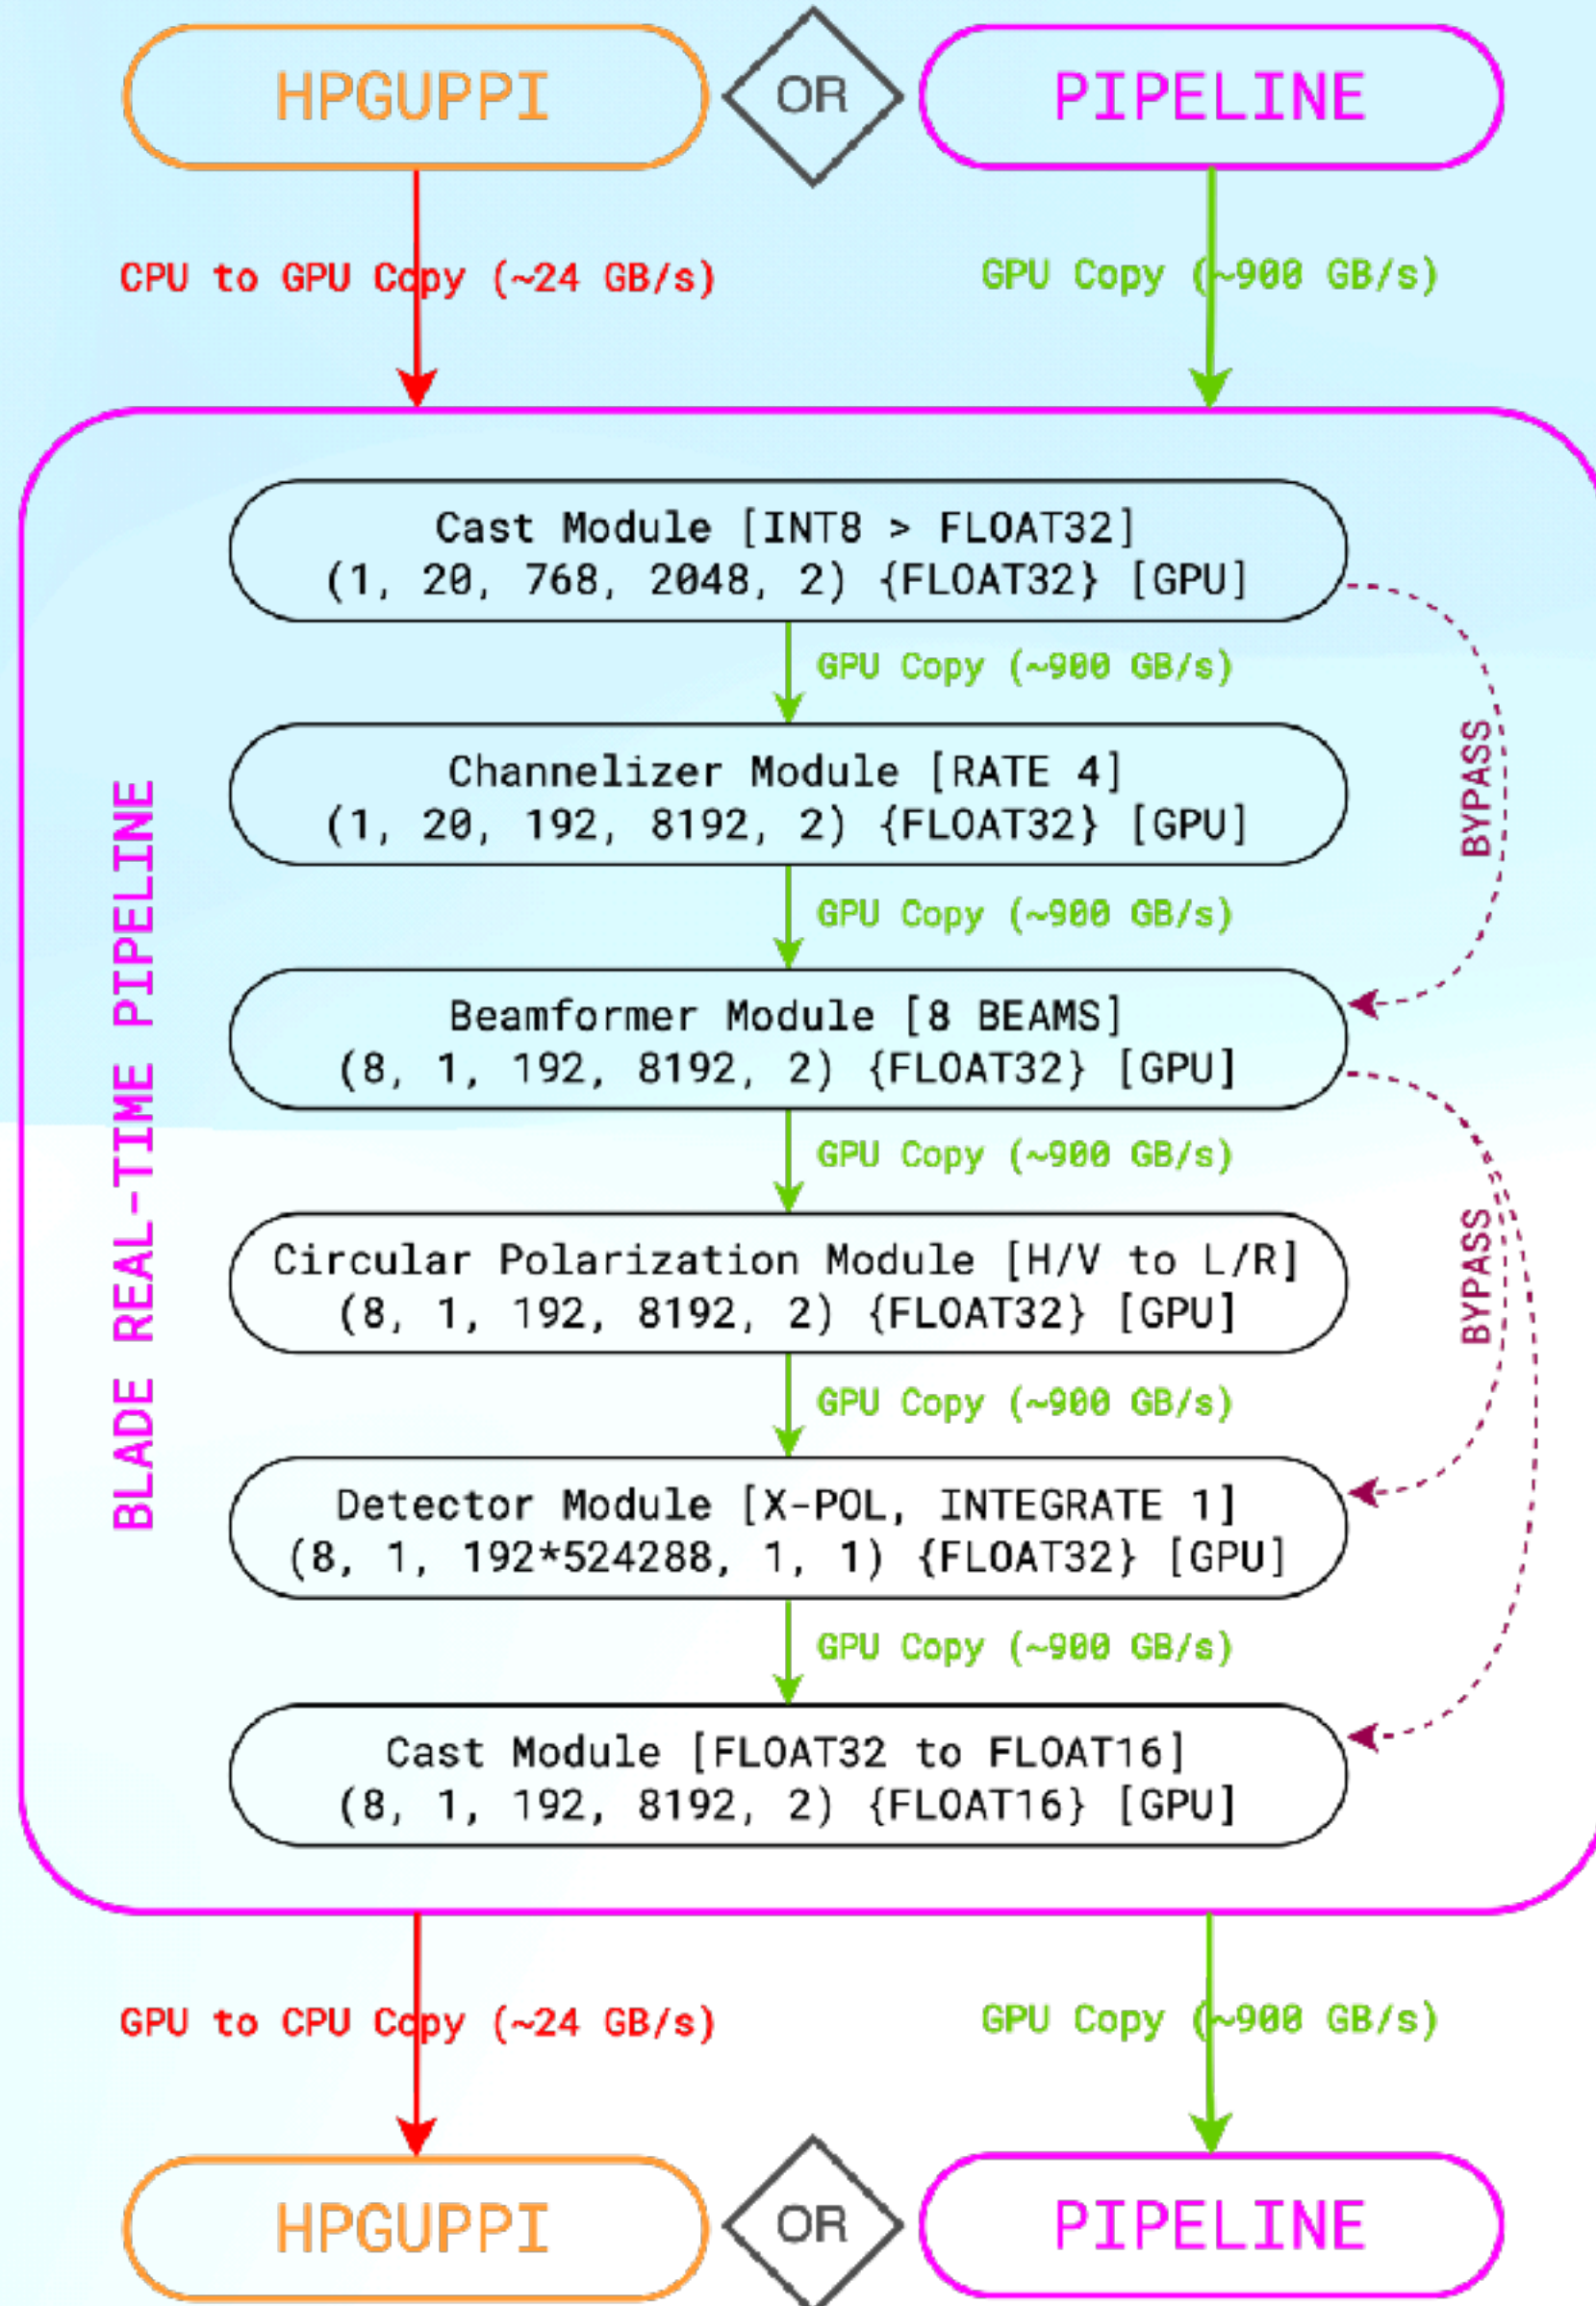 HPGUPPI
OR
PIPELINE
CPU to GPU Copy (~24 GB/s)
GPU Copy (~900 GB/s)
BLADE REAL-TIME PIPELINE
Cast Module [INT8 > FLOAT32]
(1, 20, 768, 2048, 2) {FLOAT32} [GPU]
GPU Copy (~900 GB/s)
Channelizer Module [RATE 4]
(1, 20, 192, 8192, 2) {FLOAT32} [GPU]
BYPASS
GPU Copy (~900 GB/s)
Beamformer Module [8 BEAMS]
(8, 1, 192, 8192, 2) {FLOAT32} [GPU]
GPU Copy (~900 GB/s)
Circular Polarization Module [H/V to L/R]
(8, 1, 192, 8192, 2) {FLOAT32} [GPU]
BYPASS
GPU Copy (~900 GB/s)
Detector Module [X-POL, INTEGRATE 1]
(8, 1, 192*524288, 1, 1) {FLOAT32} [GPU]
GPU Copy (~900 GB/s)
Cast Module [FLOAT32 to FLOAT16]
(8, 1, 192, 8192, 2) {FLOAT16} [GPU]
GPU to CPU Copy (~24 GB/s)
GPU Copy (~900 GB/s)
HPGUPPI
OR
PIPELINE